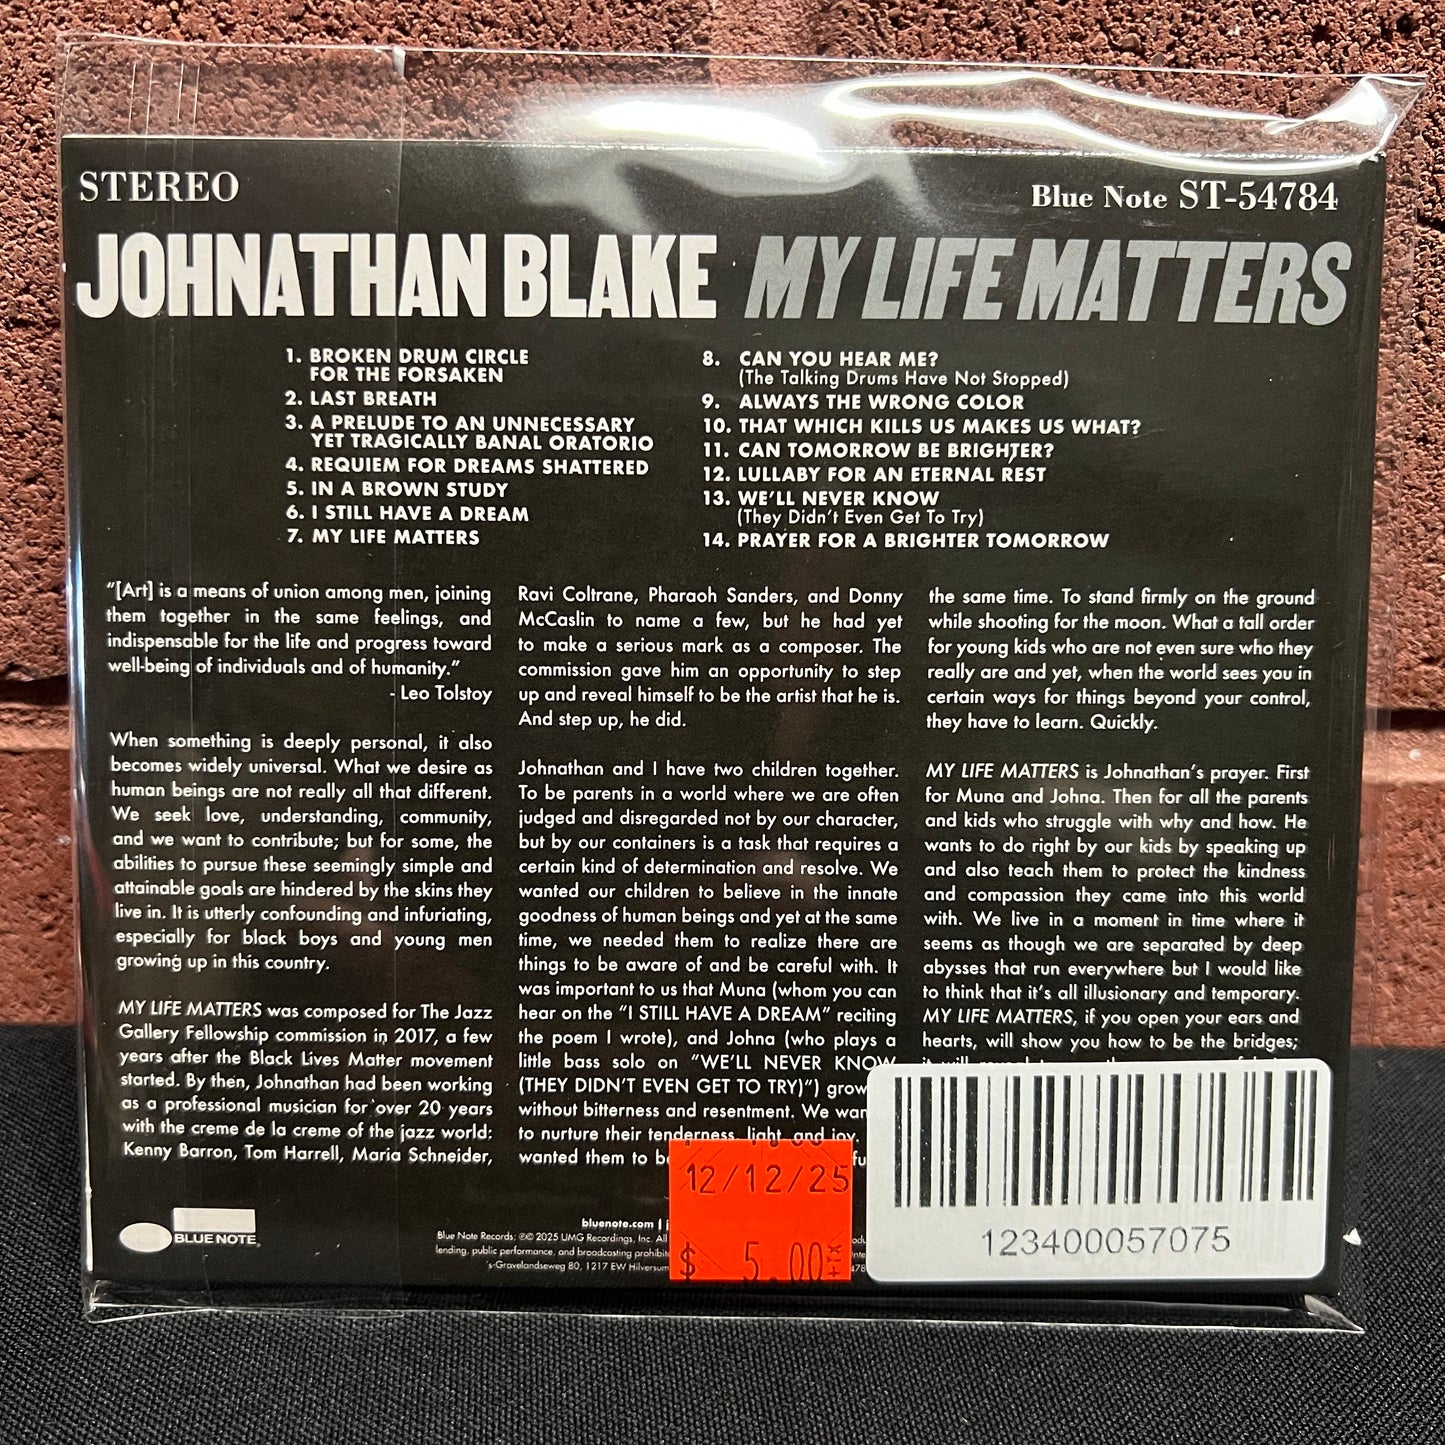 STEREO
Blue Note ST-54784
JOHNATHAN BLAKE MY LIFE MATTERS
1. BROKEN DRUM CIRCLE
FOR THE FORSAKEN
2. LAST BREATH
3. A PRELUDE TO AN UNNECESSARY
YET TRAGICALLY BANAL ORATORIO
4. REQUIEM FOR DREAMS SHATTERED
5. IN A BROWN STUDY
6. I STILL HAVE A DREAM
7. MY LIFE MATTERS
8. CAN YOU HEAR ME?
(The Talking Drums Have Not Stopped)
9. ALWAYS THE WRONG COLOR
10. THAT WHICH KILLS US MAKES US WHAT?
11. CAN TOMORROW BE BRIGHTER?
12. LULLABY FOR AN ETERNAL REST
13. WE'LL NEVER KNOW
(They Didn't Even Get To Try)
14. PRAYER FOR A BRIGHTER TOMORROW
"[Art] is a means of union among men, joining
them together in the same feelings, and
indispensable for the life and progress toward
well-being of individuals and of humanity."
- Leo Tolstoy
When something is deeply personal, it also
becomes widely universal. What we desire as
human beings are not really all that different.
We seek love, understanding, community,
and we want to contribute; but for some, the
abilities to pursue these seemingly simple and
attainable goals are hindered by the skins they
live in. It is utterly confounding and infuriating,
especially for black boys and young men
growing up in this country.
MY LIFE MATTERS was composed for The Jazz
Gallery Fellowship commission in 2017, a few
years after the Black Lives Matter movement
started. By then, Johnathan had been working
as a professional musician for over 20 years
with the creme de la creme of the jazz world:
Kenny Barron, Tom Harrell, Maria Schneider,
Ravi Coltrane, Pharaoh Sanders, and Donny
McCaslin to name a few, but he had yet
to make a serious mark as a composer. The
commission gave him an opportunity to step
up and reveal himself to be the artist that he is.
And step up, he did.
Johnathan and I have two children together.
To be parents in a world where we are often
judged and disregarded not by our character,
but by our containers is a task that requires a
certain kind of determination and resolve. We
wanted our children to believe in the innate
goodness of human beings and yet at the same
time, we needed them to realize there are
things to be aware of and be careful with. It
was important to us that Muna (whom you can
hear on the "I STILL HAVE A DREAM" reciting
the poem I wrote), and Johna (who plays a
little bass solo on "WE'LL NEVER KNOW
(THEY DIDN'T EVEN GET TO TRY)") grow
without bitterness and resentment. We wan
to nurture their tenderness, light, and joy.
wanted them to b
the same time. To stand firmly on the ground
while shooting for the moon. What a tall order
for young kids who are not even sure who they
really are and yet, when the world sees you in
certain ways for things beyond your control,
they have to learn. Quickly.
MY LIFE MATTERS is Johnathan's prayer. First
for Muna and Johna. Then for all the parents
and kids who struggle with why and how. He
wants to do right by our kids by speaking up
and also teach them to protect the kindness
and compassion they came into this world
with. We live in a moment in time where it
seems as though we are separated by deep
abysses that run everywhere but I would like
to think that it's all illusionary and temporary.
MY LIFE MATTERS, if you open your ears and
hearts, will show you how to be the bridges;
BLUE NOTE
bluenote.com
Blue Note Records; ℗© 2025 UMG Recordings, Inc. All
lending, public performance, and broadcasting prohibit
's-Gravelandseweg 80, 1217 EW Hilversum
12/12/25
$ 5.00
123400057075